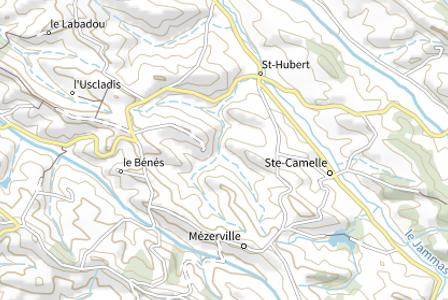 le Labadou
St-Hubert
l'Uscladis
le Bénés
Ste-Camelle
Mézerville
le Jammas